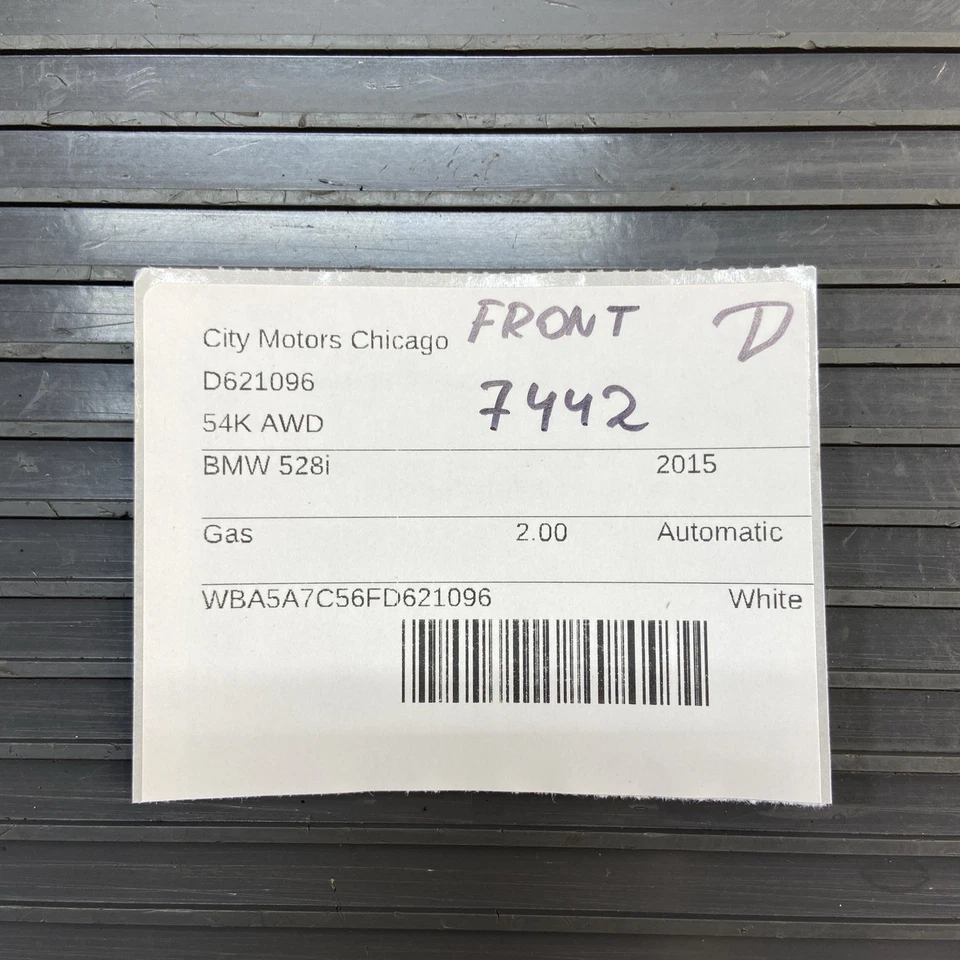 City Motors Chicago FRONT D
D621096
7442
54K AWD
BMW 528i 2015
Gas 2.00 Automatic
WBA5A7C56FD621096 White